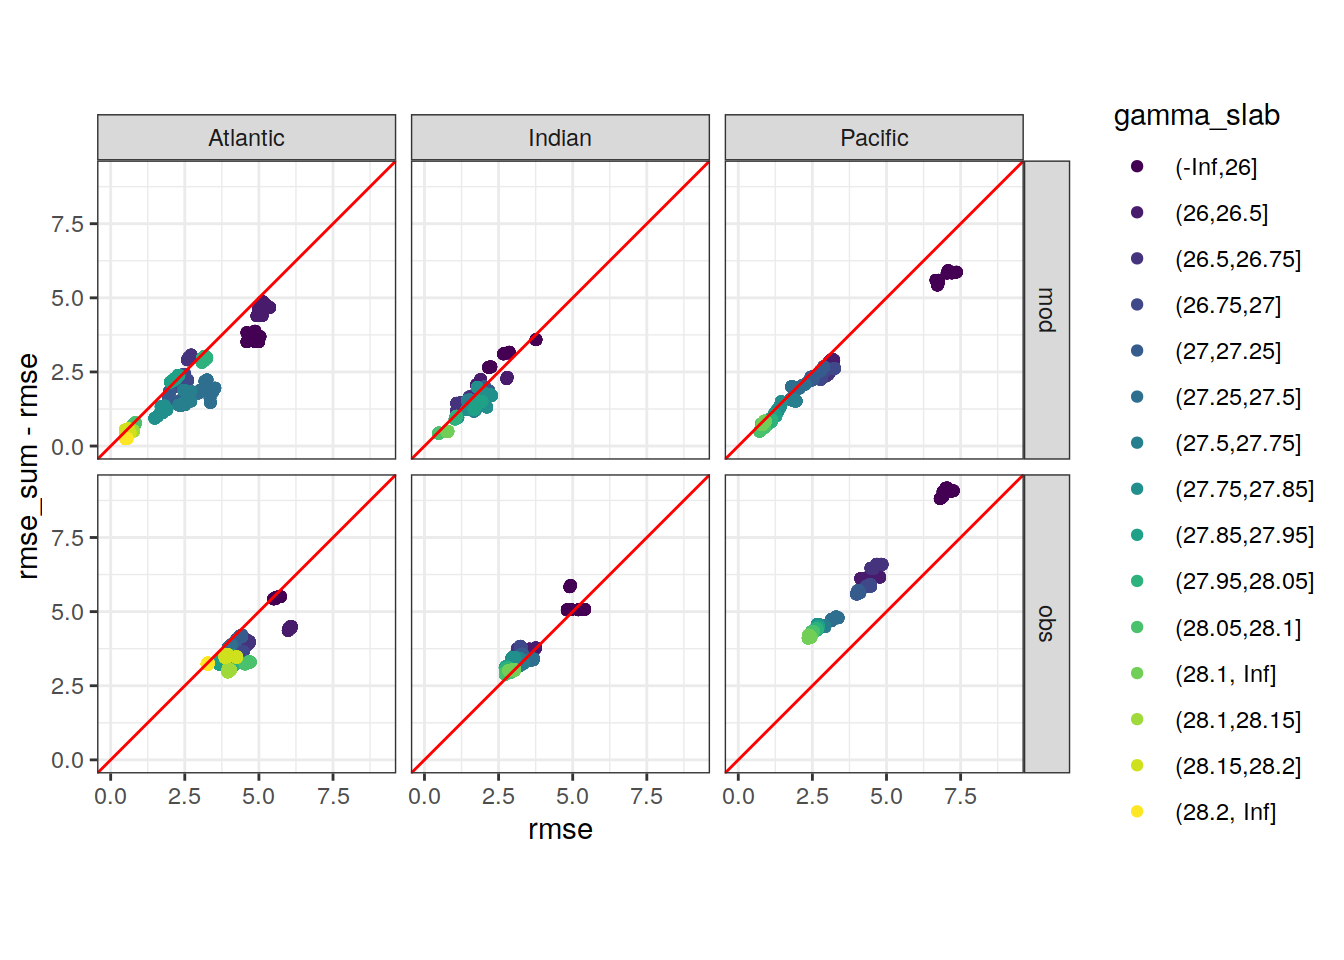 Atlantic
Indian
Pacific
gamma_slab
(-Inf,26]
(26,26.5]
(26.5,26.75]
(26.75,27]
(27,27.25]
(27.25,27.5]
(27.5,27.75]
(27.75,27.85]
(27.85,27.95]
(27.95,28.05]
(28.05,28.1]
(28.1, Inf]
(28.1,28.15]
(28.15,28.2]
(28.2, Inf]
7.5
5.0
2.5
0.0
mod
7.5
5.0
2.5
0.0
obs
rmse_sum - rmse
0.0 2.5 5.0 7.5
0.0 2.5 5.0 7.5
0.0 2.5 5.0 7.5
rmse